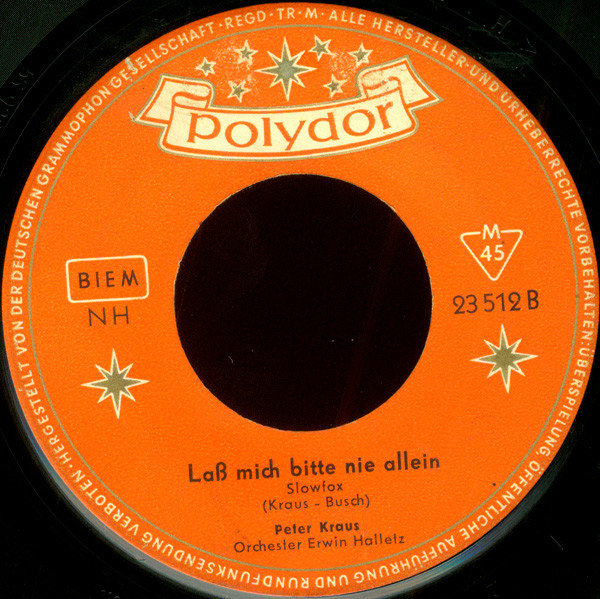 HERGESTELLT VON DER DEUTSCHEN GRAMMOPHON GESELLSCHAFT · REGD · TR · M · ALLE HERSTELLER- UND URHEBERRECHTE VORBEHALTEN: ÜBERSPIELUNG, ÖFFENTLICHE AUFFÜHRUNG UND RUNDFUNKSENDUNG VERBOTEN ·
polydor
BIEM
NH
M
45
23 512 B
Laß mich bitte nie allein
Slowfox
(Kraus - Busch)
Peter Kraus
Orchester Erwin Halletz